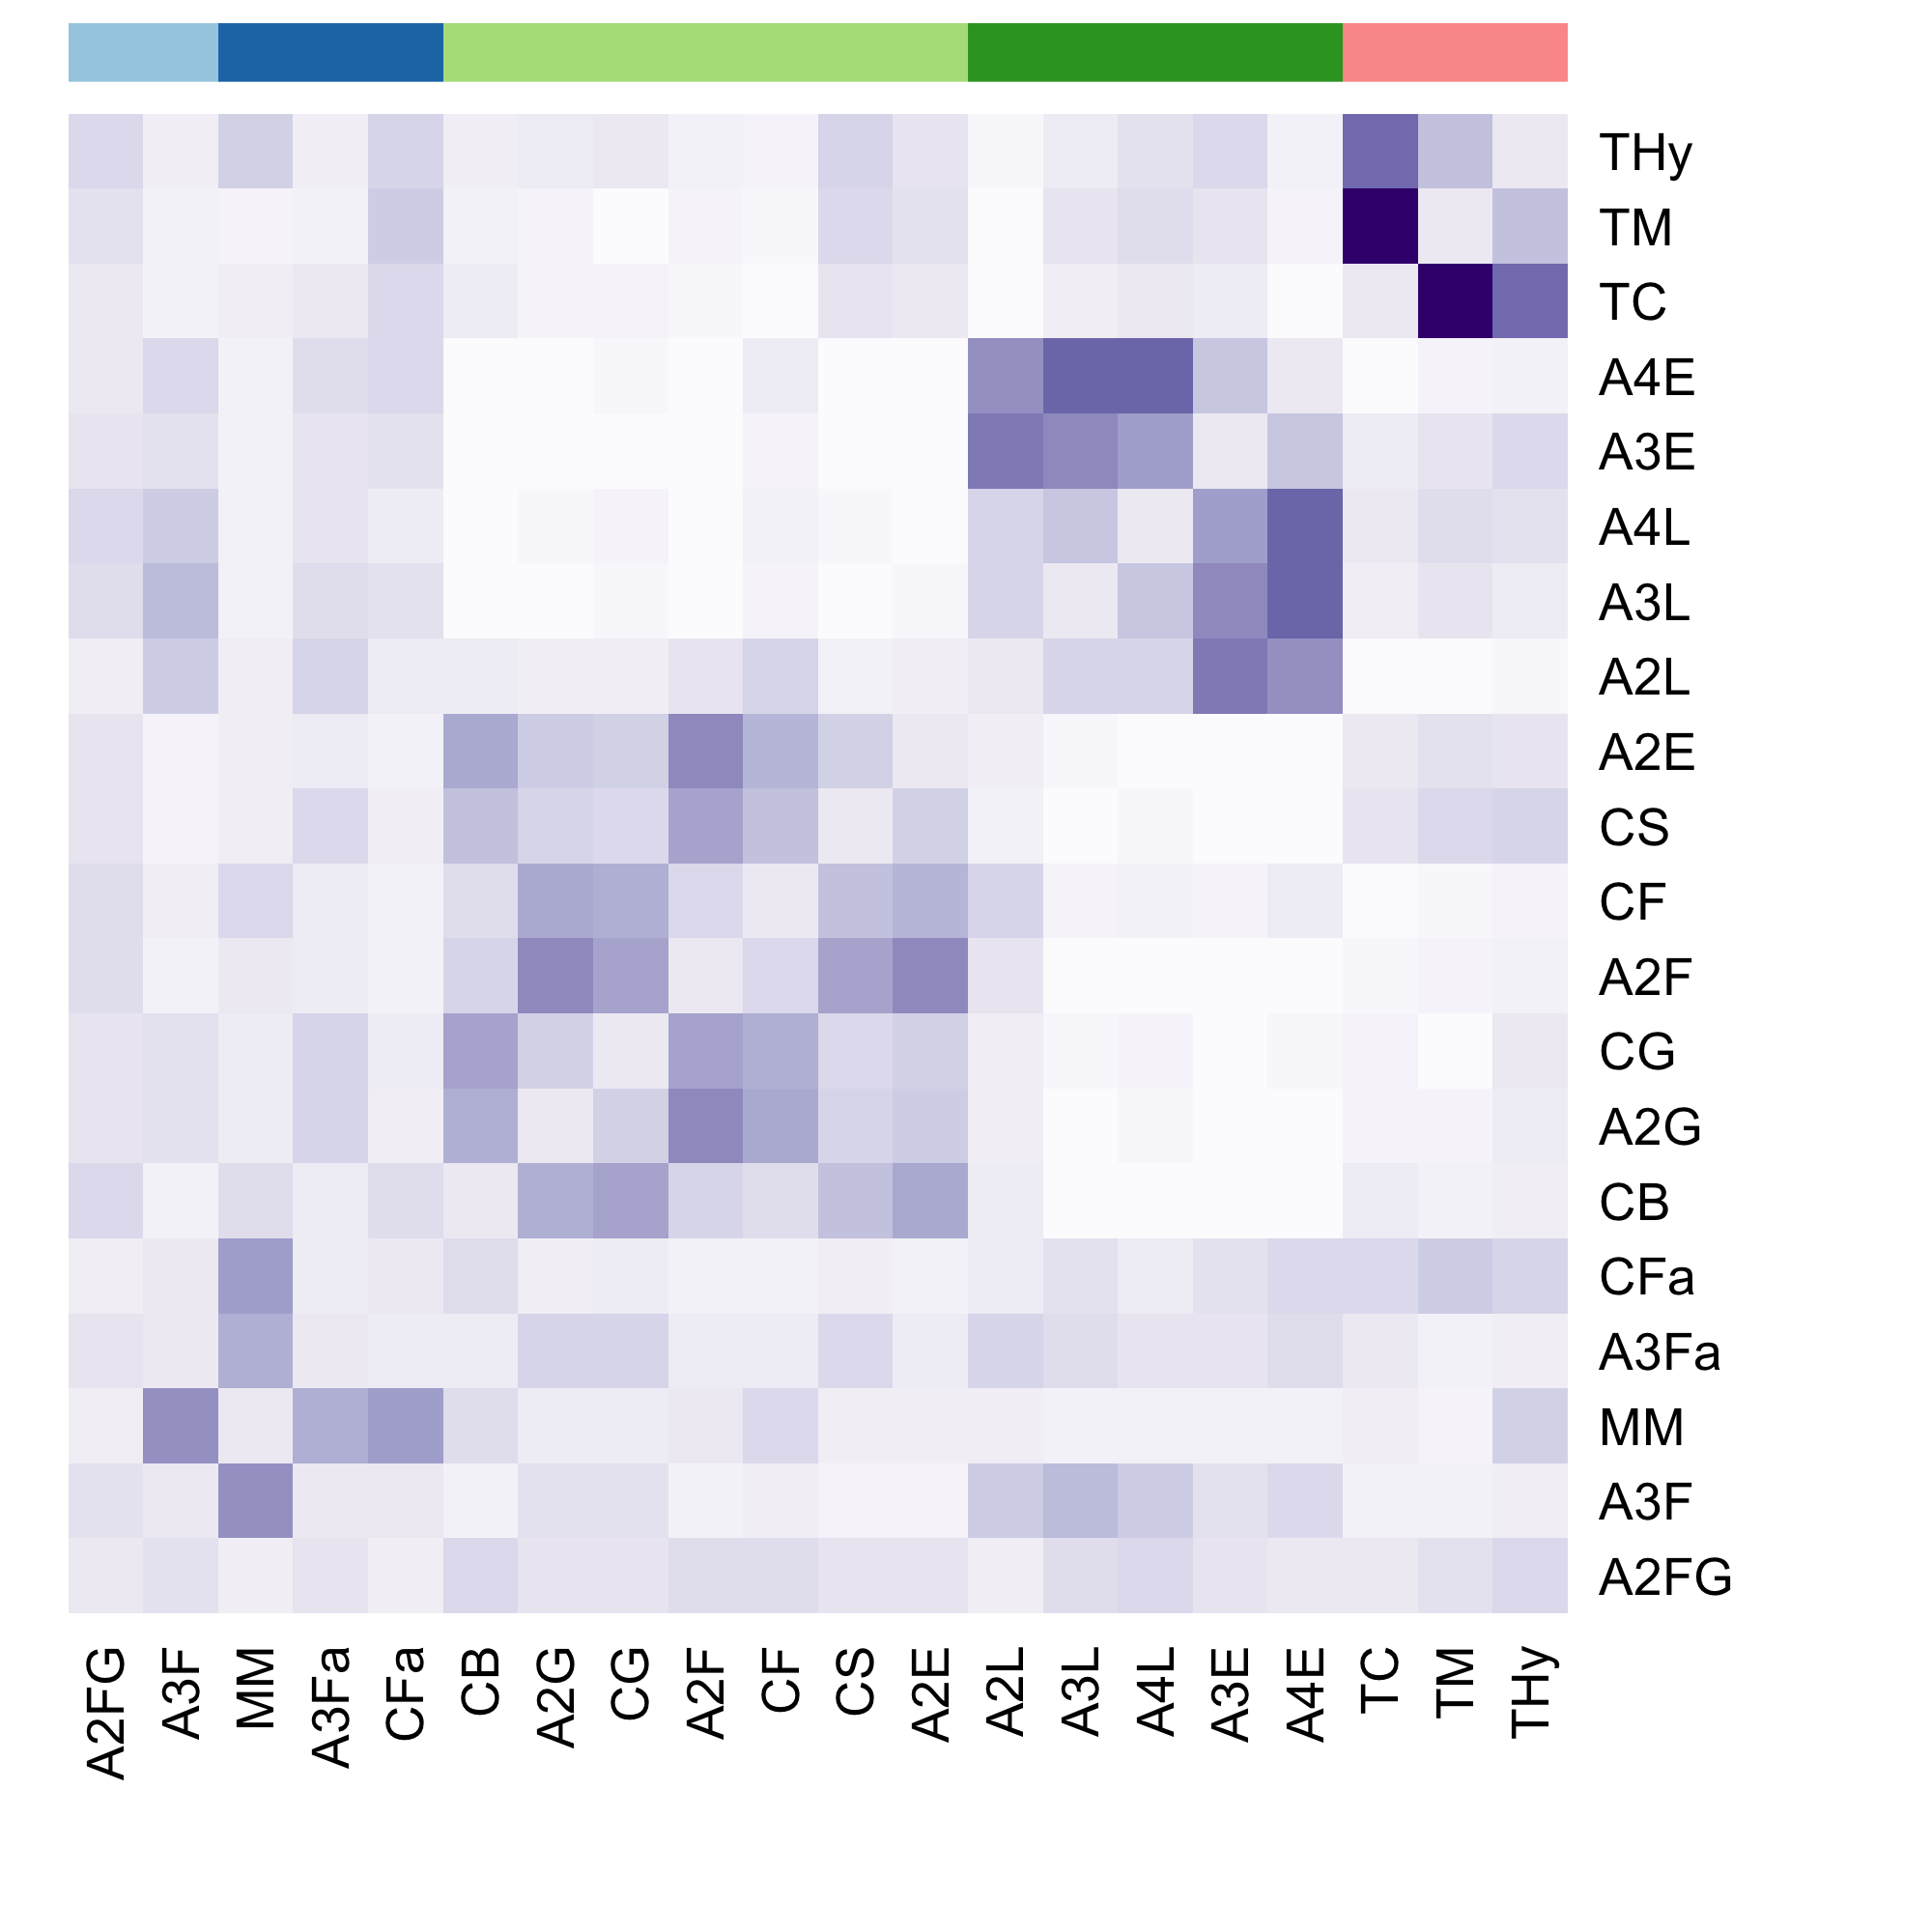 THy
TM
TC
A4E
A3E
A4L
A3L
A2L
A2E
CS
CF
A2F
CG
A2G
CB
CFa
A3Fa
MM
A3F
A2FG
A2FG
A3F
MM
A3Fa
CFa
CB
A2G
CG
A2F
CF
CS
A2E
A2L
A3L
A4L
A3E
A4E
TC
TM
THy